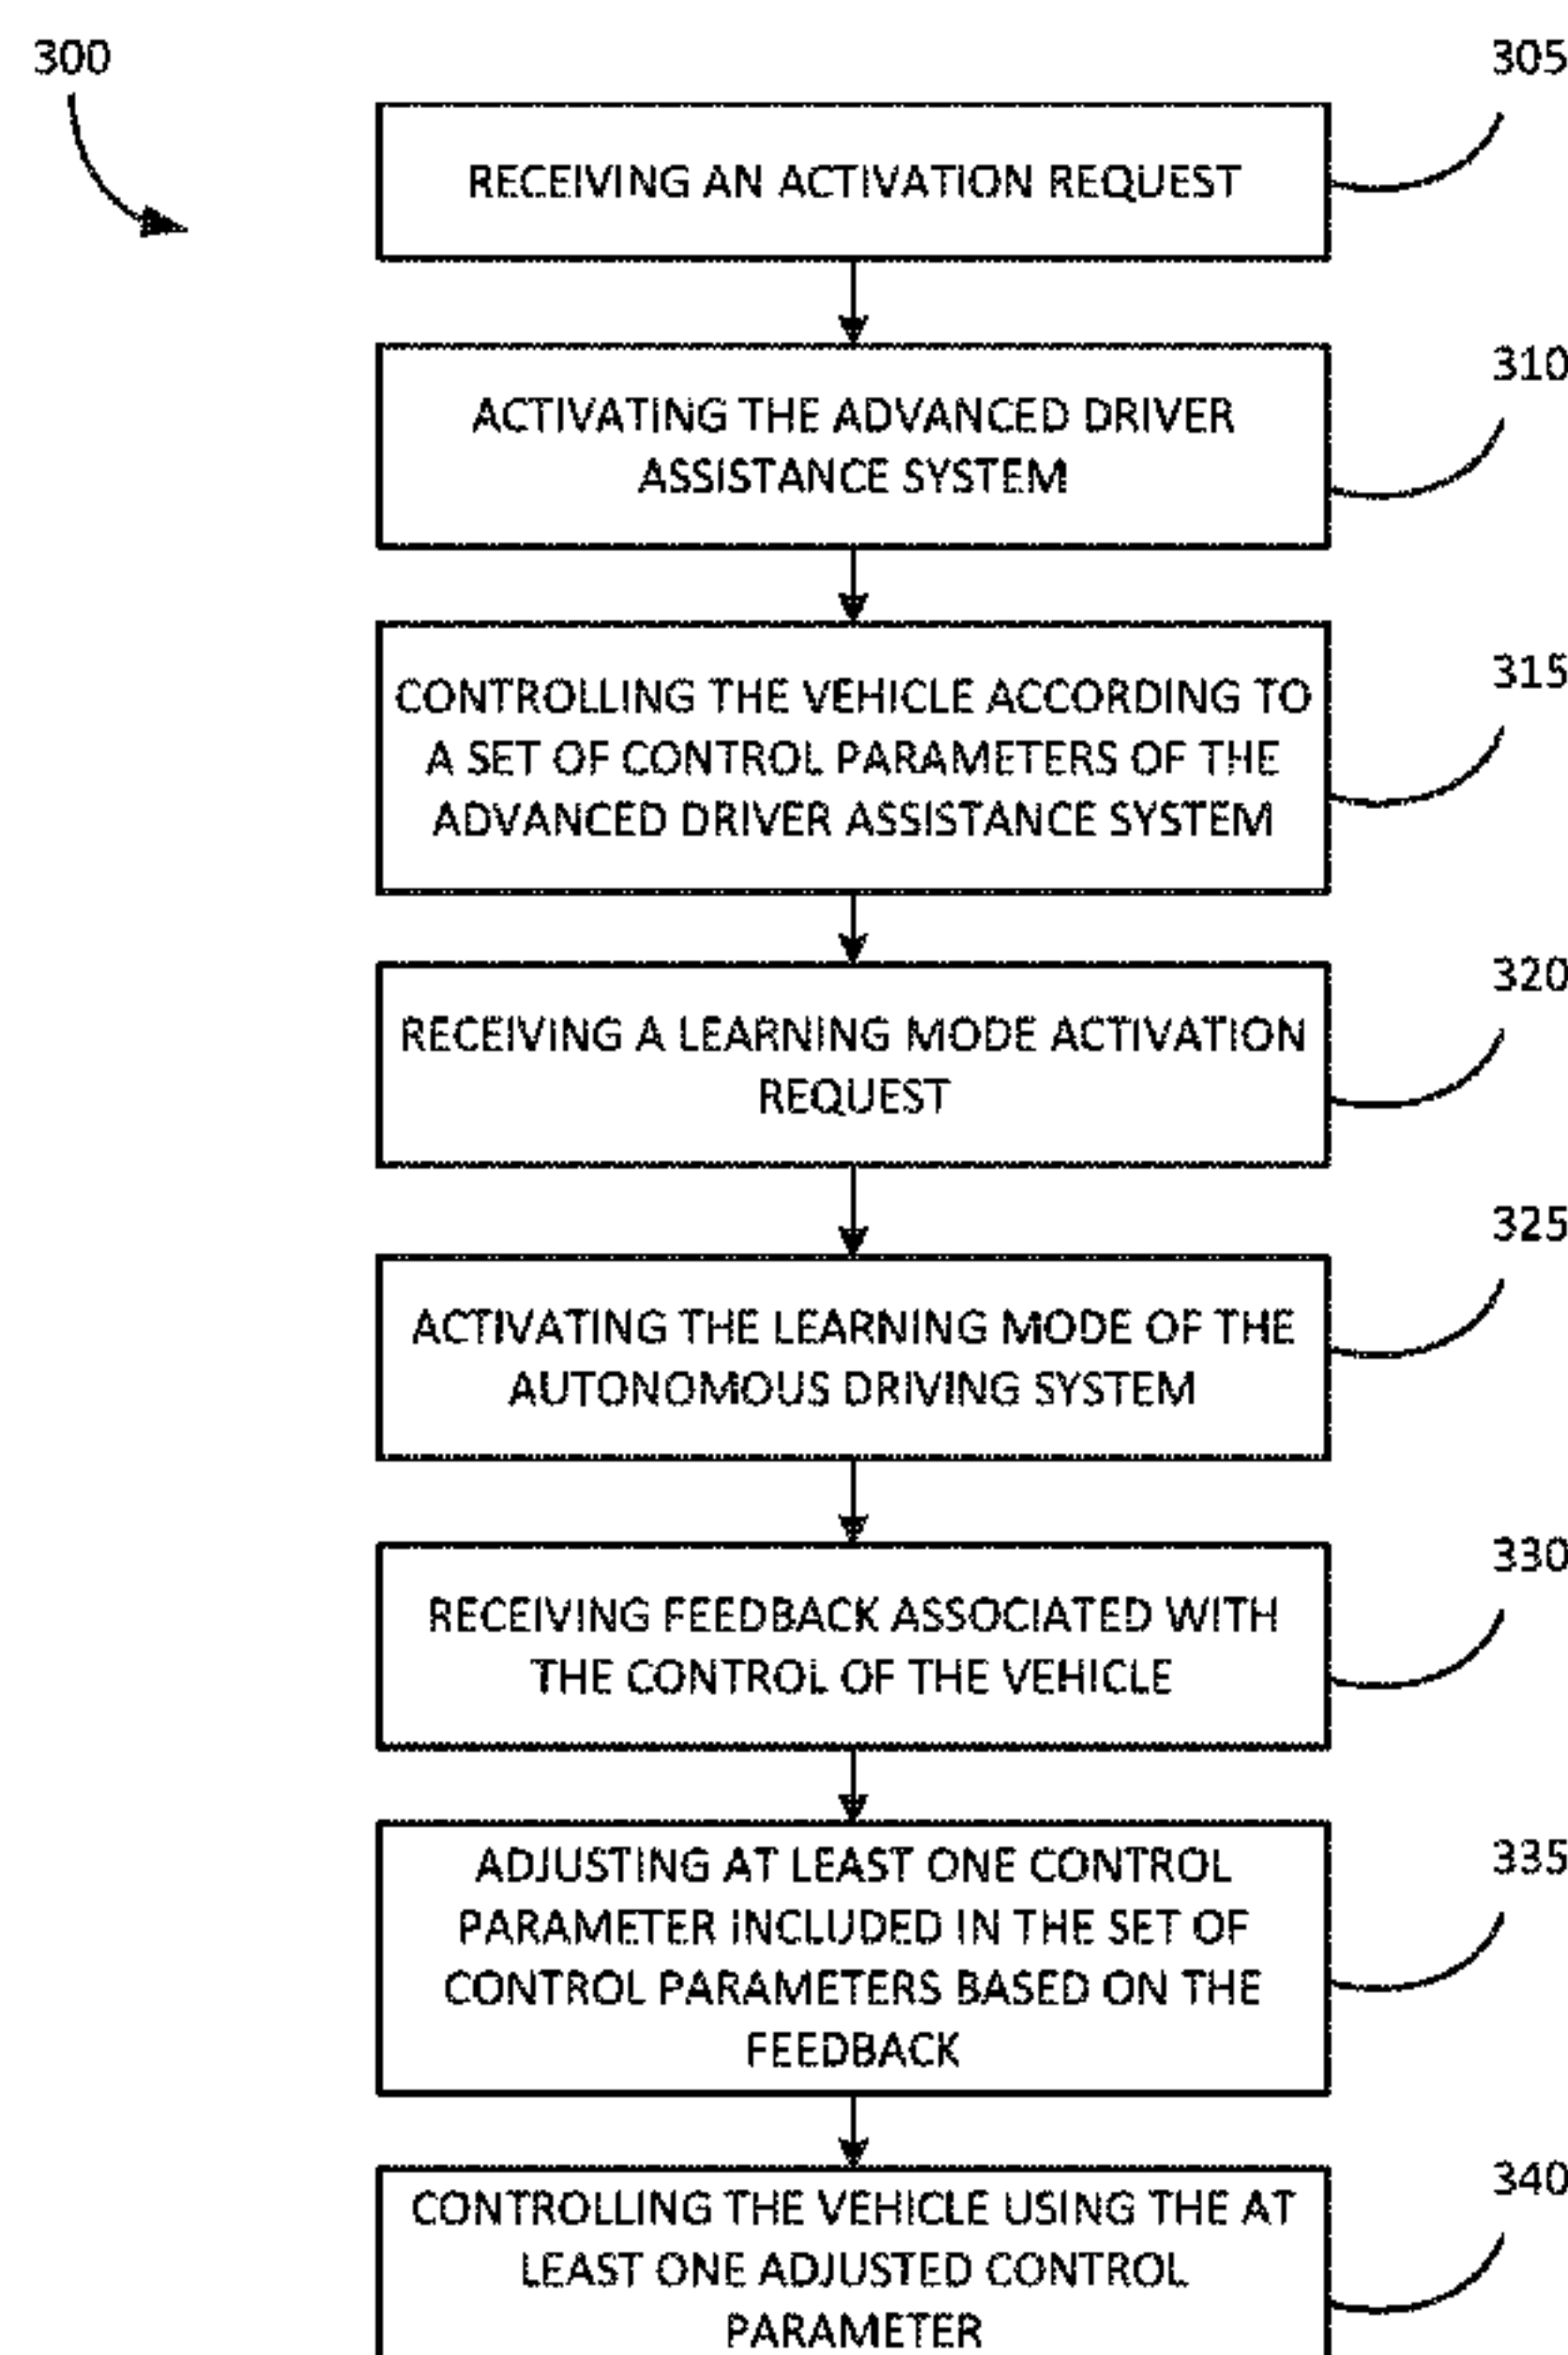 300
305
RECEIVING AN ACTIVATION REQUEST
310
ACTIVATING THE ADVANCED DRIVER
ASSISTANCE SYSTEM
315
CONTROLLING THE VEHICLE ACCORDING TO
A SET OF CONTROL PARAMETERS OF THE
ADVANCED DRIVER ASSISTANCE SYSTEM
320
RECEIVING A LEARNING MODE ACTIVATION
REQUEST
325
ACTIVATING THE LEARNING MODE OF THE
AUTONOMOUS DRIVING SYSTEM
330
RECEIVING FEEDBACK ASSOCIATED WITH
THE CONTROL OF THE VEHICLE
335
ADJUSTING AT LEAST ONE CONTROL
PARAMETER INCLUDED IN THE SET OF
CONTROL PARAMETERS BASED ON THE
FEEDBACK
340
CONTROLLING THE VEHICLE USING THE AT
LEAST ONE ADJUSTED CONTROL
PARAMETER